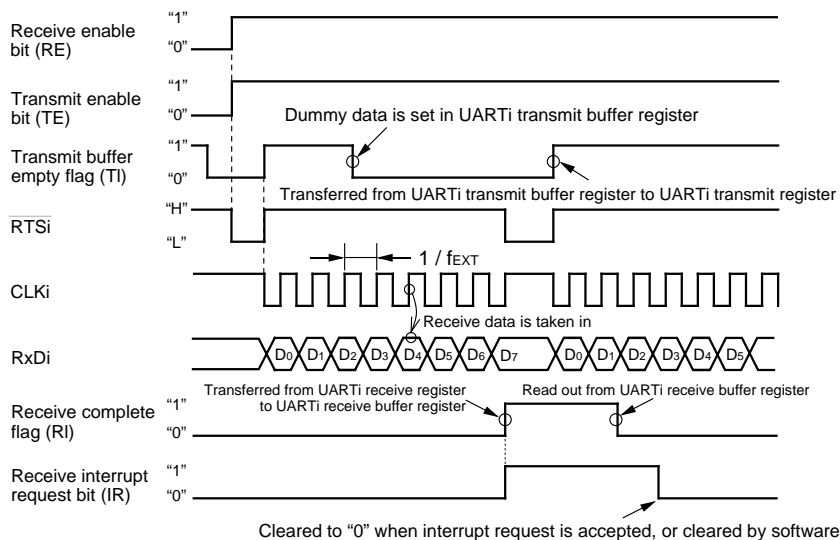 Receive enable
bit (RE)
“1”
“0”
Transmit enable
bit (TE)
“1”
“0”
Dummy data is set in UARTi transmit buffer register
Transmit buffer
empty flag (TI)
“1”
“0”
Transferred from UARTi transmit buffer register to UARTi transmit register
RTSi
“H”
“L”
1 / fEXT
CLKi
Receive data is taken in
RxDi
D0 D1 D2 D3 D4 D5 D6 D7 D0 D1 D2 D3 D4 D5
Transferred from UARTi receive register
to UARTi receive buffer register
Read out from UARTi receive buffer register
Receive complete
flag (RI)
“1”
“0”
Receive interrupt
request bit (IR)
“1”
“0”
Cleared to “0” when interrupt request is accepted, or cleared by software